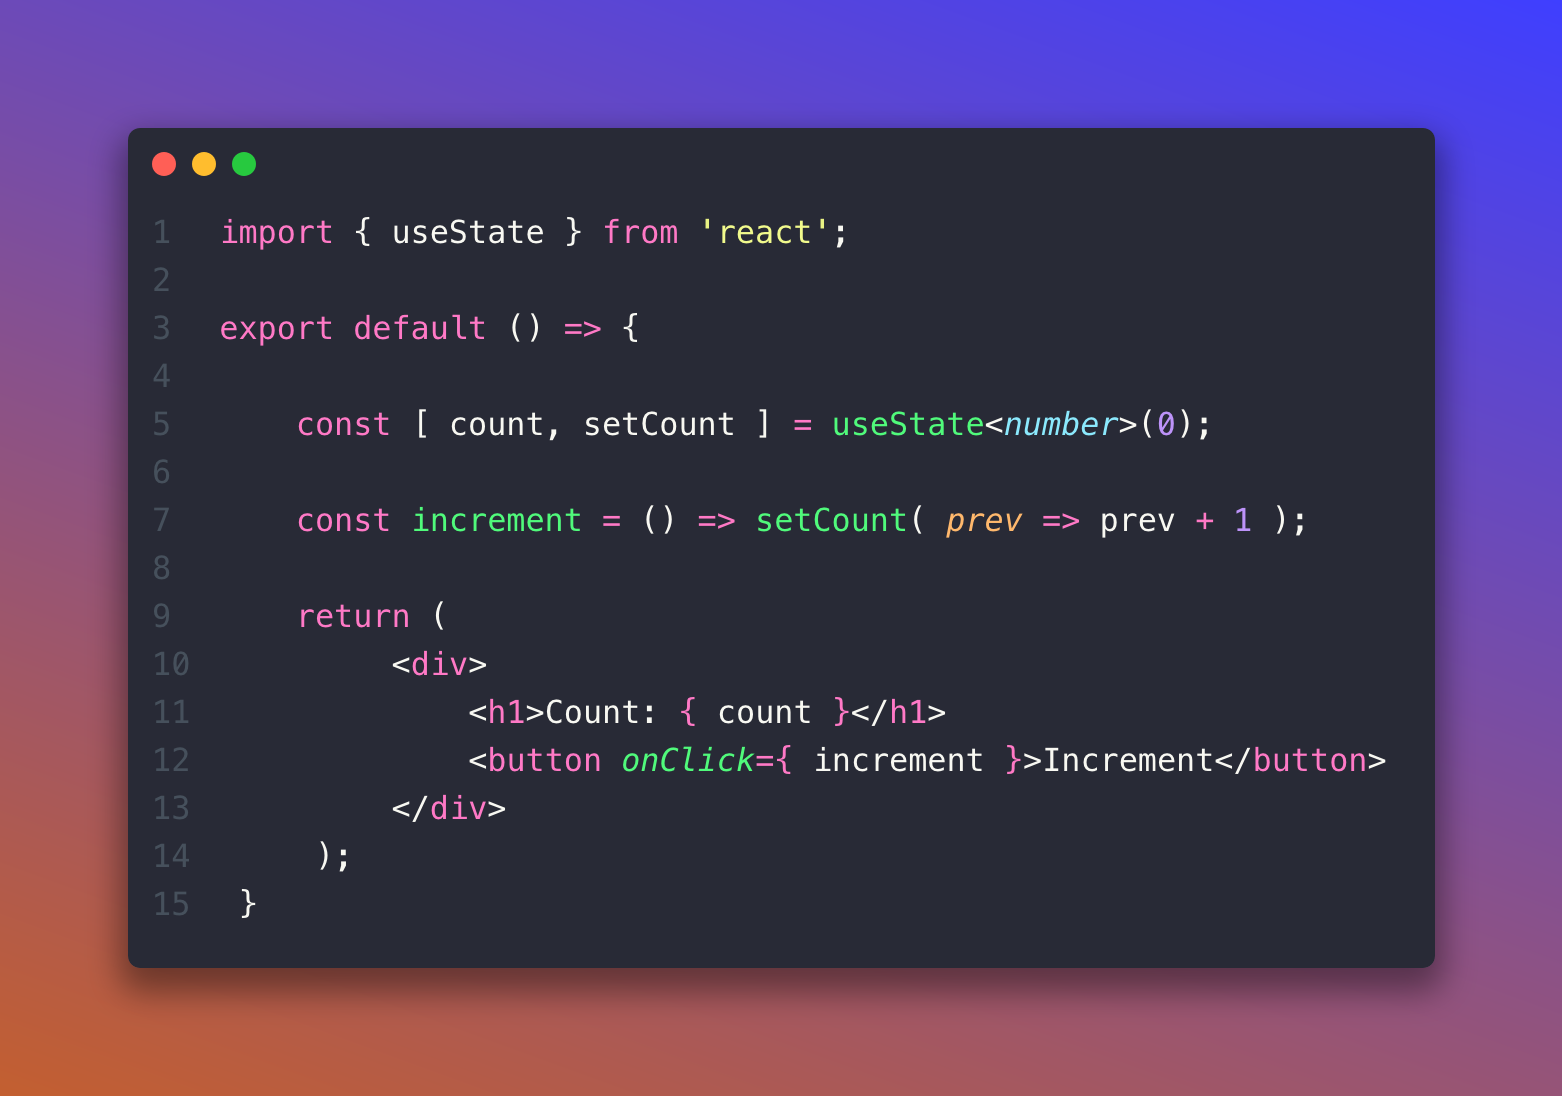 1 import { useState } from 'react';
2
3 export default () => {
4
5     const [ count, setCount ] = useState<number>(0);
6
7     const increment = () => setCount( prev => prev + 1 );
8
9     return (
10          <div>
11              <h1>Count: { count }</h1>
12              <button onClick={ increment }>Increment</button>
13          </div>
14      );
15  }